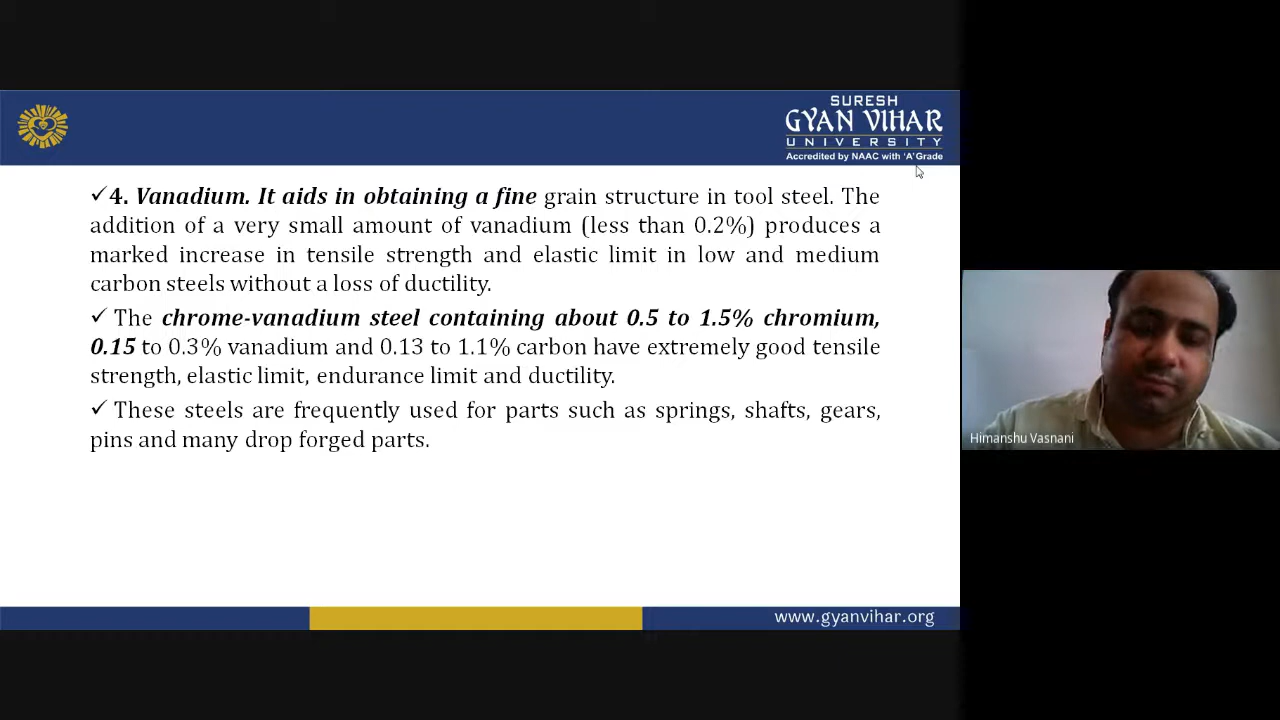 SURESH
GYAN VIHAR
UNIVERSITY
Accredited by NAAC with 'A' Grade
✓4. Vanadium. It aids in obtaining a fine grain structure in tool steel. The
addition of a very small amount of vanadium (less than 0.2%) produces a
marked increase in tensile strength and elastic limit in low and medium
carbon steels without a loss of ductility.
✓ The chrome-vanadium steel containing about 0.5 to 1.5% chromium,
0.15 to 0.3% vanadium and 0.13 to 1.1% carbon have extremely good tensile
strength, elastic limit, endurance limit and ductility.
✓ These steels are frequently used for parts such as springs, shafts, gears,
pins and many drop forged parts.
Himanshu Vasnani
www.gyanvihar.org